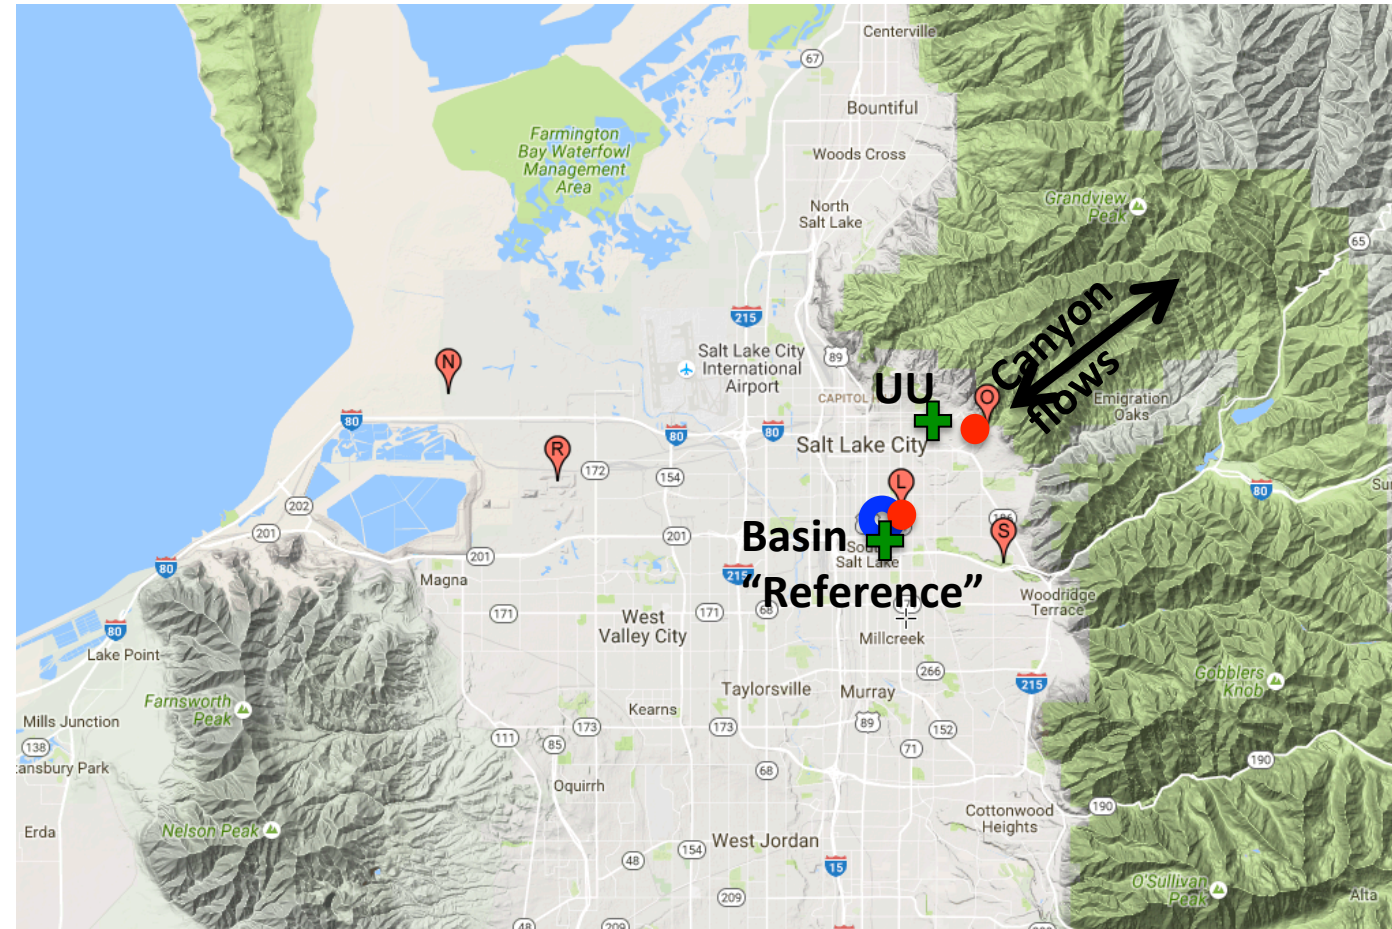 Centerville
67
Bountiful
Farmington
Bay Waterfowl
Management
Area
Woods Cross
Grandview
Peak
North
Salt Lake
65
215
Canyon
flows
N
Salt Lake City
International
Airport
89
UU
CAPITOL
O
Emigration
Oaks
80
80
80
Salt Lake City
R
172
154
L
80
202
201
S
201
201
Basin
South
Salt Lake
80
Magna
215
"Reference"
171
171
68
Woodridge
Terrace
West
Valley City
80
Millcreek
Lake Point
266
Gobblers
Knob
215
Farnsworth
Peak
Taylorsville
Murray
Kearns
Mills Junction
173
173
89
152
138
111
85
71
190
tansbury Park
68
Oquirrh
190
Cottonwood
Heights
Erda
Nelson Peak
154
West Jordan
48
15
O'Sullivan
Peak
Alta
209
48
209